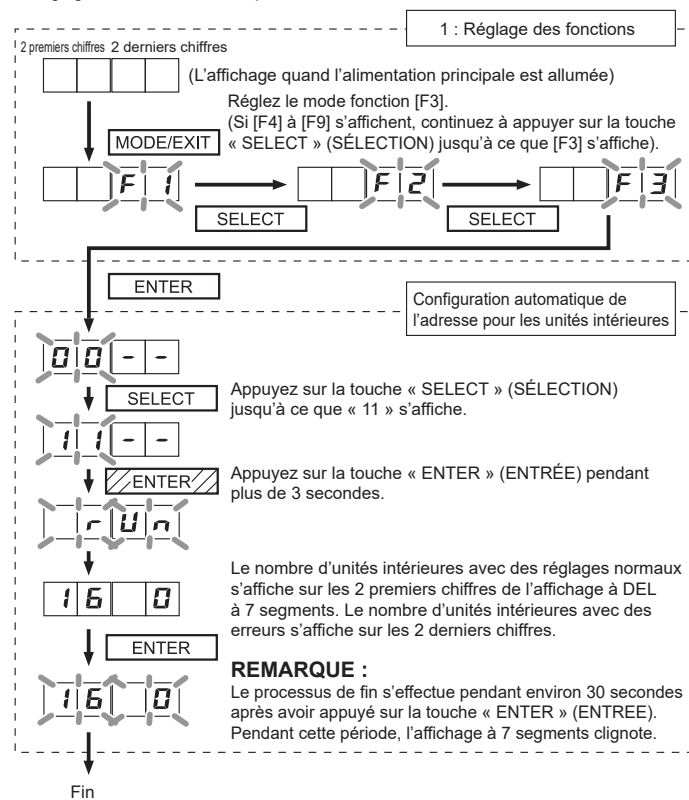 1 : Réglage des fonctions
2 premiers chiffres 2 derniers chiffres
(L'affichage quand l'alimentation principale est allumée)
Réglez le mode fonction [F3].
(Si [F4] à [F9] s'affichent, continuez à appuyer sur la touche
« SELECT » (SÉLECTION) jusqu'à ce que [F3] s'affiche).
MODE/EXIT
F 1
F 2
F 3
SELECT
SELECT
ENTER
Configuration automatique de
l'adresse pour les unités intérieures
0 0 - -
SELECT
Appuyez sur la touche « SELECT » (SÉLECTION)
jusqu'à ce que « 11 » s'affiche.
1 1 - -
ENTER
Appuyez sur la touche « ENTER » (ENTRÉE) pendant
plus de 3 secondes.
r U n
Le nombre d'unités intérieures avec des réglages normaux
s'affiche sur les 2 premiers chiffres de l'affichage à DEL
à 7 segments. Le nombre d'unités intérieures avec des
erreurs s'affiche sur les 2 derniers chiffres.
1 6 0
ENTER
REMARQUE :
Le processus de fin s'effectue pendant environ 30 secondes
après avoir appuyé sur la touche « ENTER » (ENTREE).
Pendant cette période, l'affichage à 7 segments clignote.
1 6 0
Fin